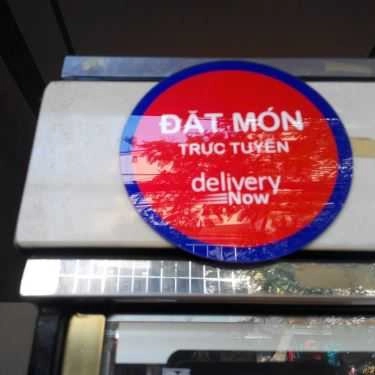 ĐẶT MÓN
TRỰC TUYẾN
delivery
Now